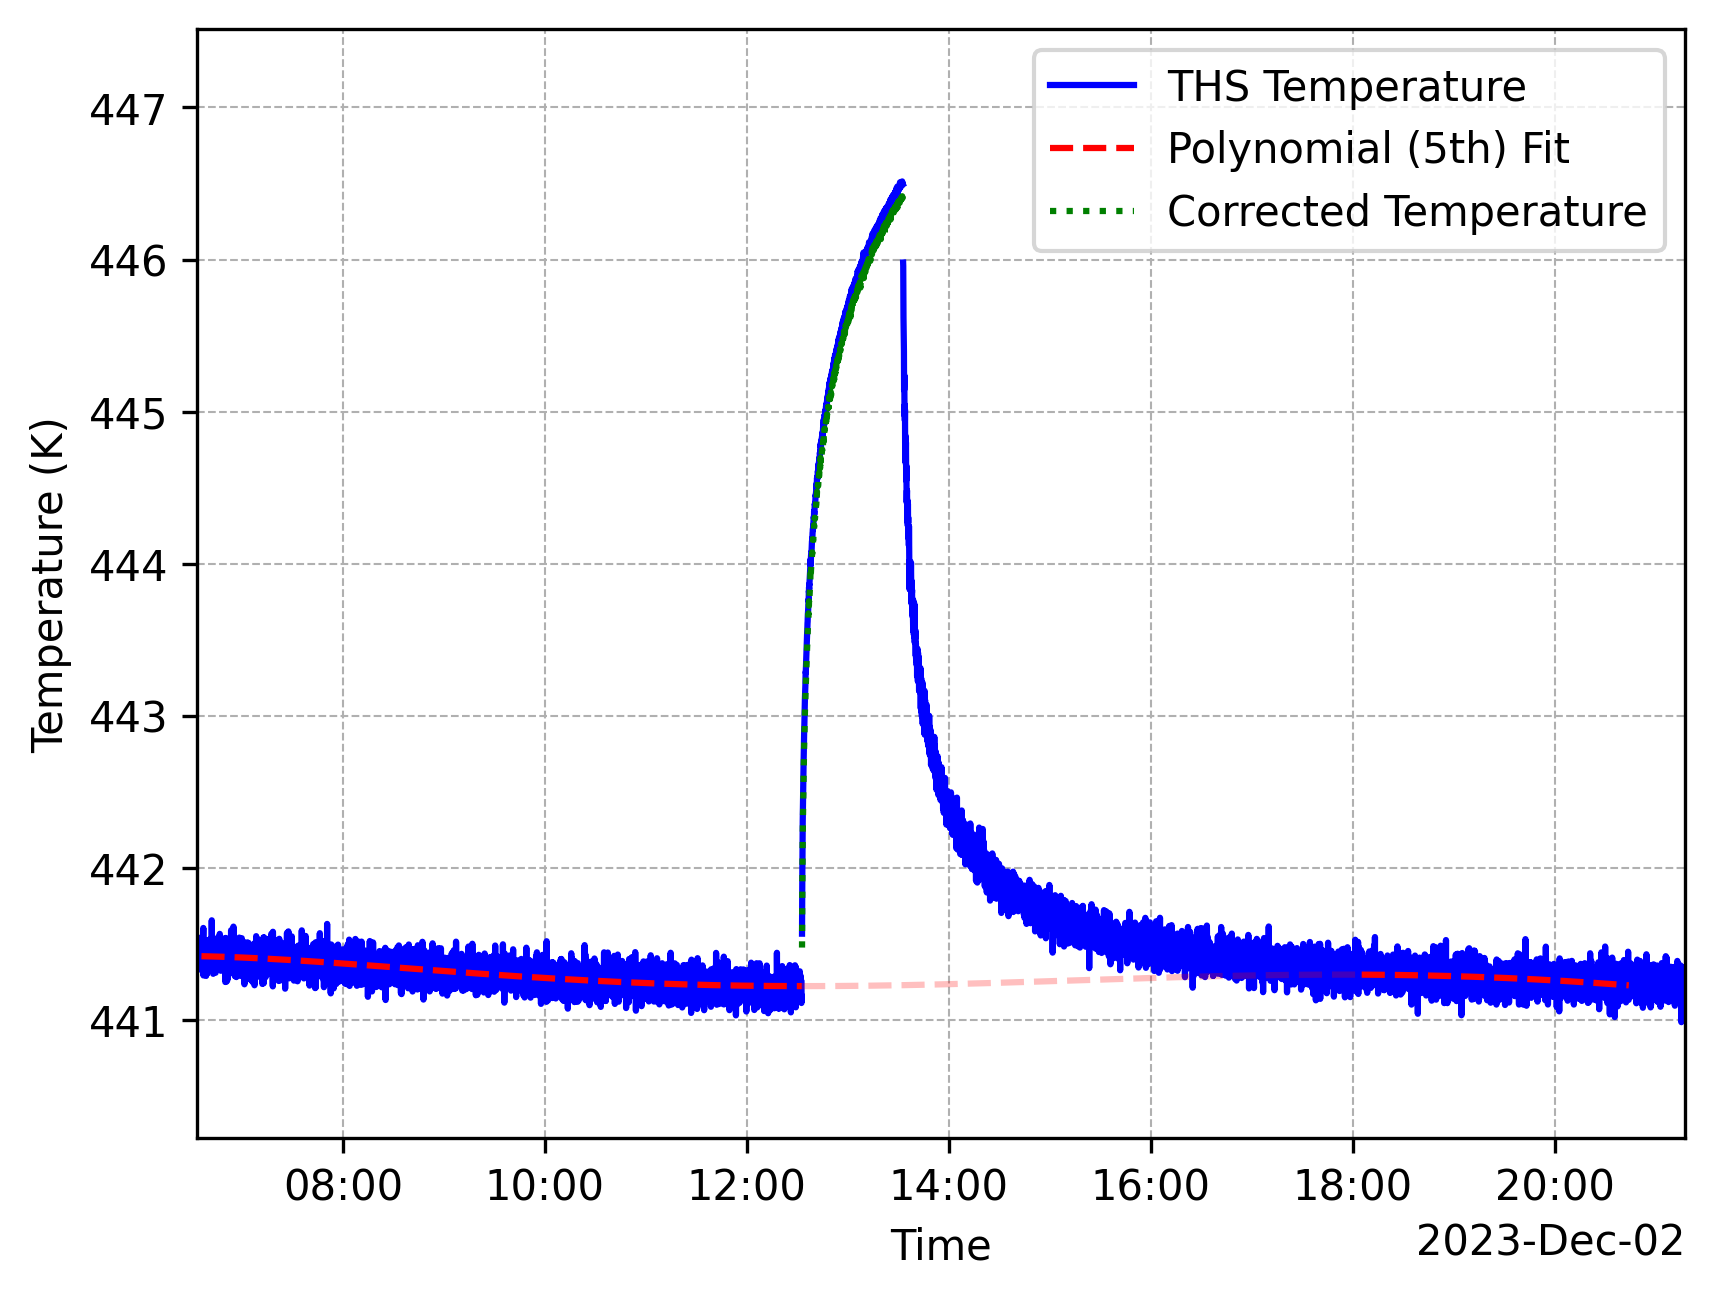 THS Temperature
Polynomial (5th) Fit
Corrected Temperature
447
446
445
444
443
442
441
Temperature (K)
08:00 10:00 12:00 14:00 16:00 18:00 20:00
Time
2023-Dec-02